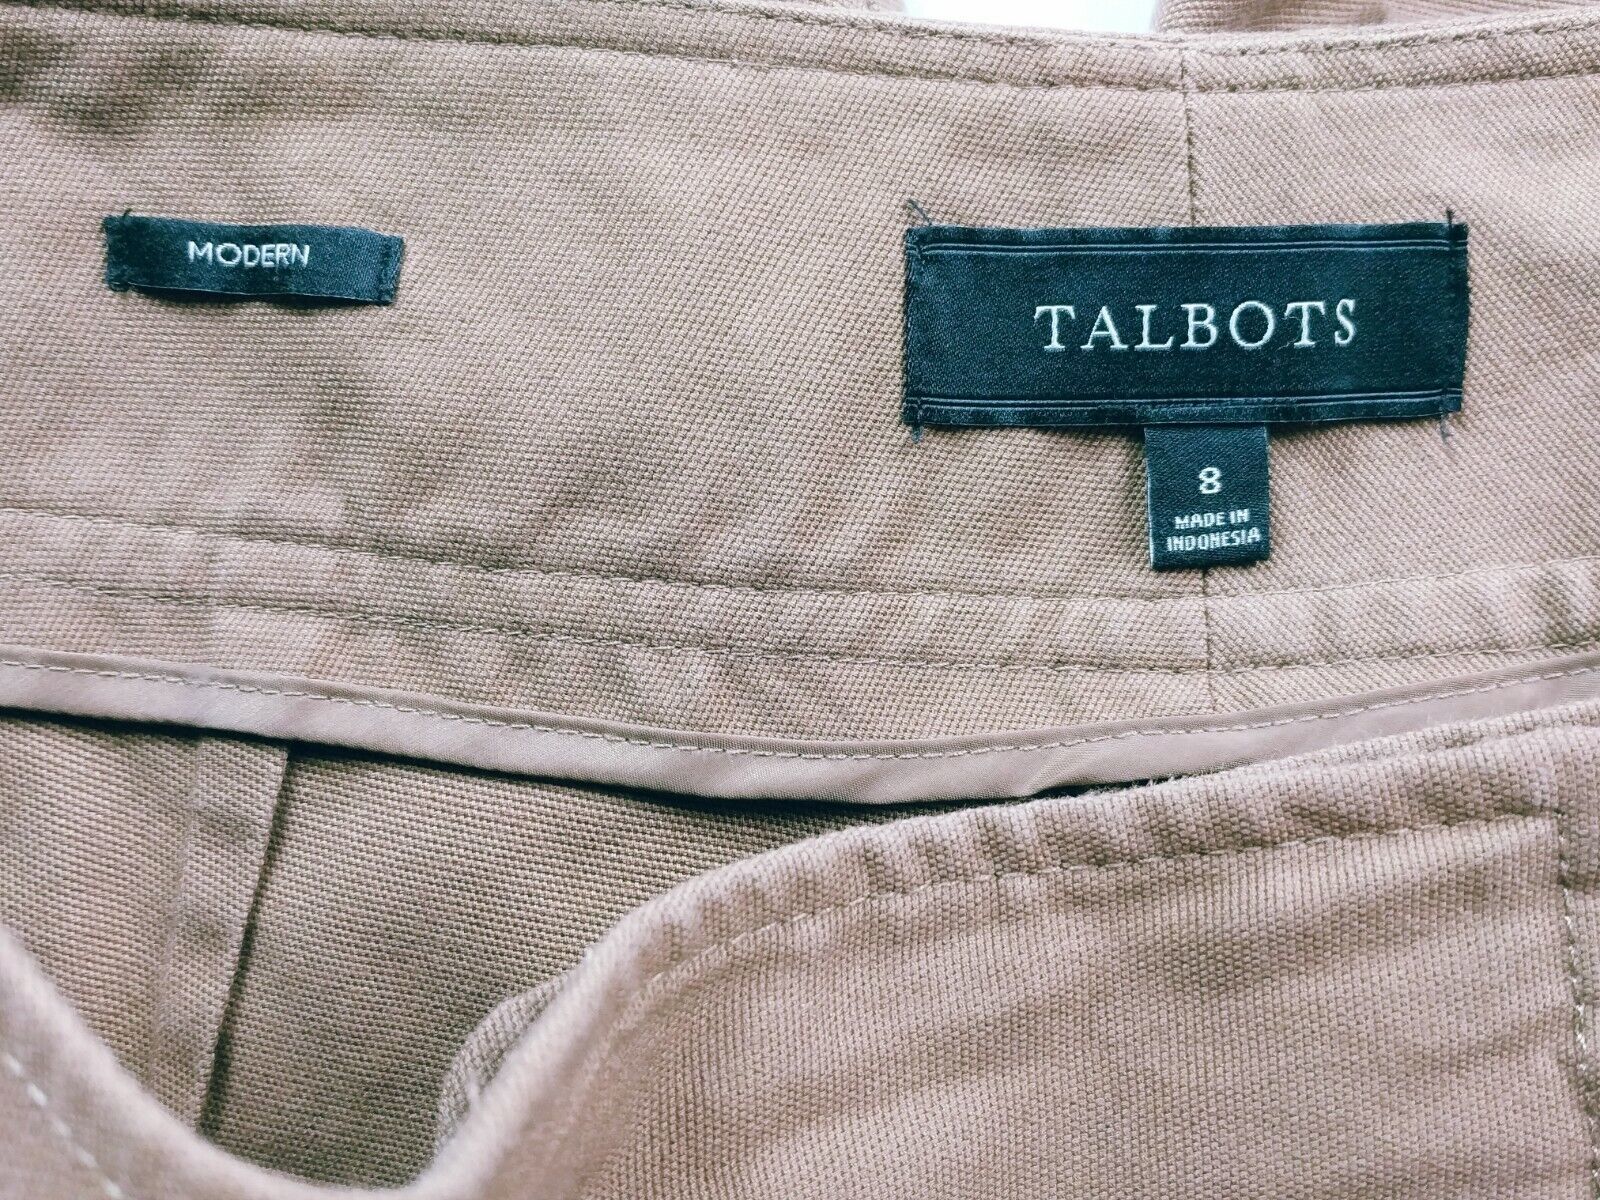 MODERN
TALBOTS
8
MADE IN
INDONESIA